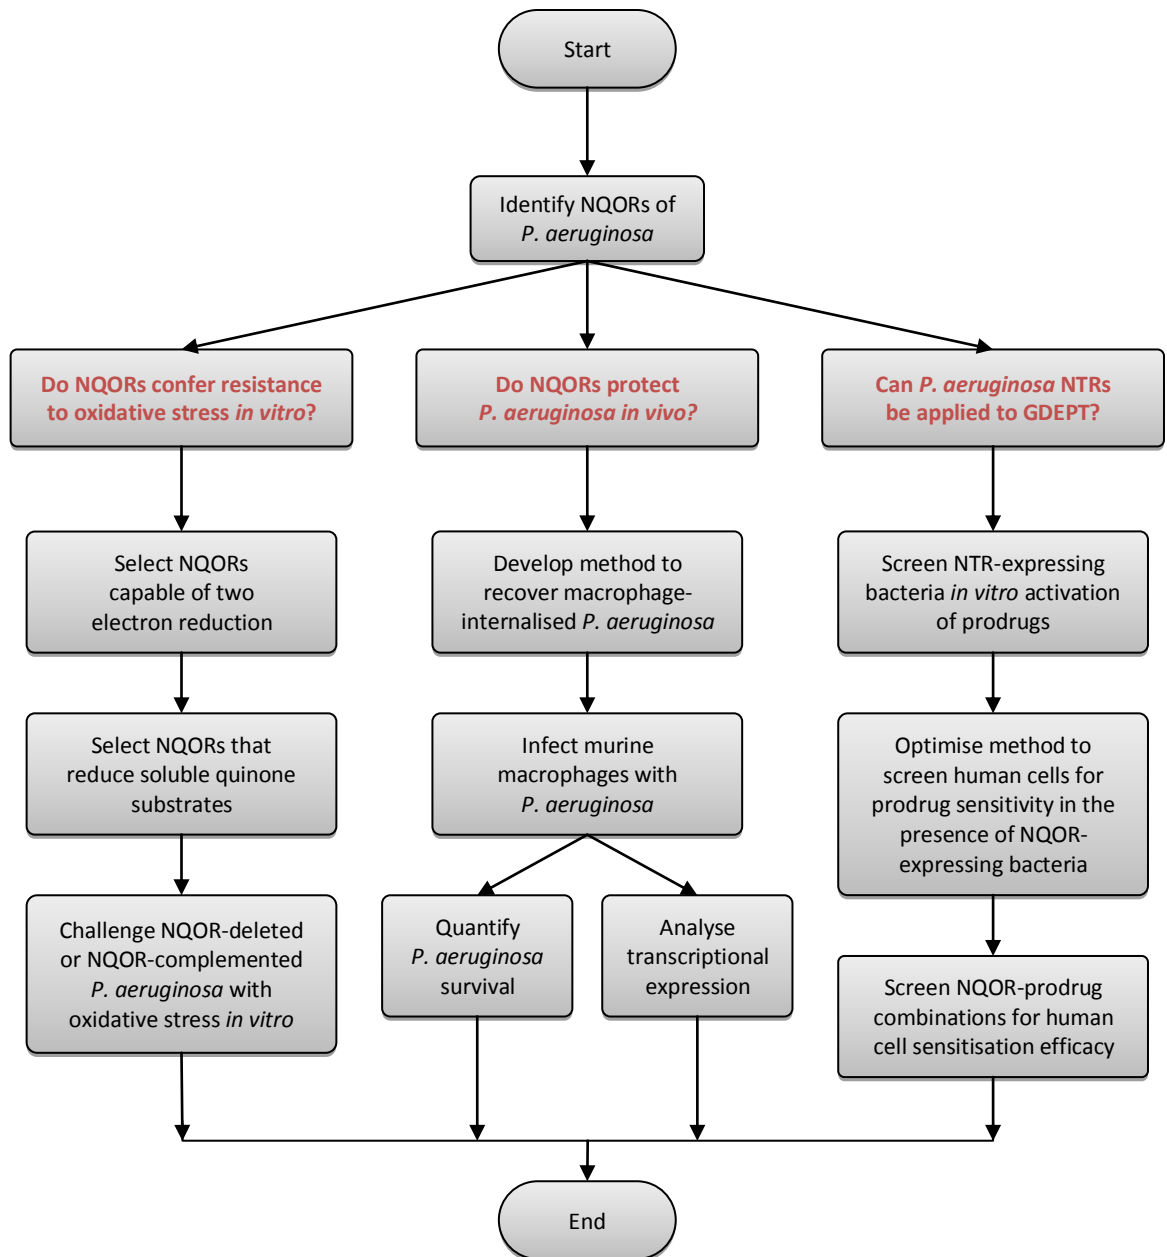 Start
Identify NQORs of
P. aeruginosa
Do NQORs confer resistance
to oxidative stress in vitro?
Do NQORs protect
P. aeruginosa in vivo?
Can P. aeruginosa NTRs
be applied to GDEPT?
Select NQORs
capable of two
electron reduction
Develop method to
recover macrophage-
internalised P. aeruginosa
Screen NTR-expressing
bacteria in vitro activation
of prodrugs
Select NQORs that
reduce soluble quinone
substrates
Infect murine
macrophages with
P. aeruginosa
Optimise method to
screen human cells for
prodrug sensitivity in the
presence of NQOR-
expressing bacteria
Challenge NQOR-deleted
or NQOR-complemented
P. aeruginosa with
oxidative stress in vitro
Quantify
P. aeruginosa
survival
Analyse
transcriptional
expression
Screen NQOR-prodrug
combinations for human
cell sensitisation efficacy
End